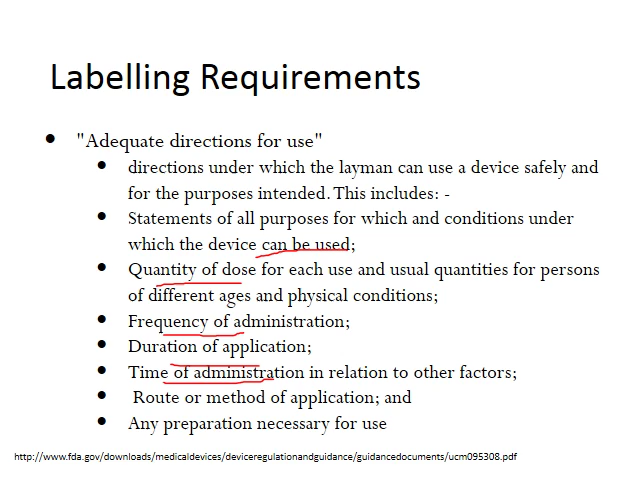 Labelling Requirements
• "Adequate directions for use"
• directions under which the layman can use a device safely and
for the purposes intended. This includes: -
• Statements of all purposes for which and conditions under
which the device can be used;
• Quantity of dose for each use and usual quantities for persons
of different ages and physical conditions;
• Frequency of administration;
• Duration of application;
• Time of administration in relation to other factors;
• Route or method of application; and
• Any preparation necessary for use
http://www.fda.gov/downloads/medicaldevices/deviceregulationandguidance/guidancedocuments/ucm095308.pdf